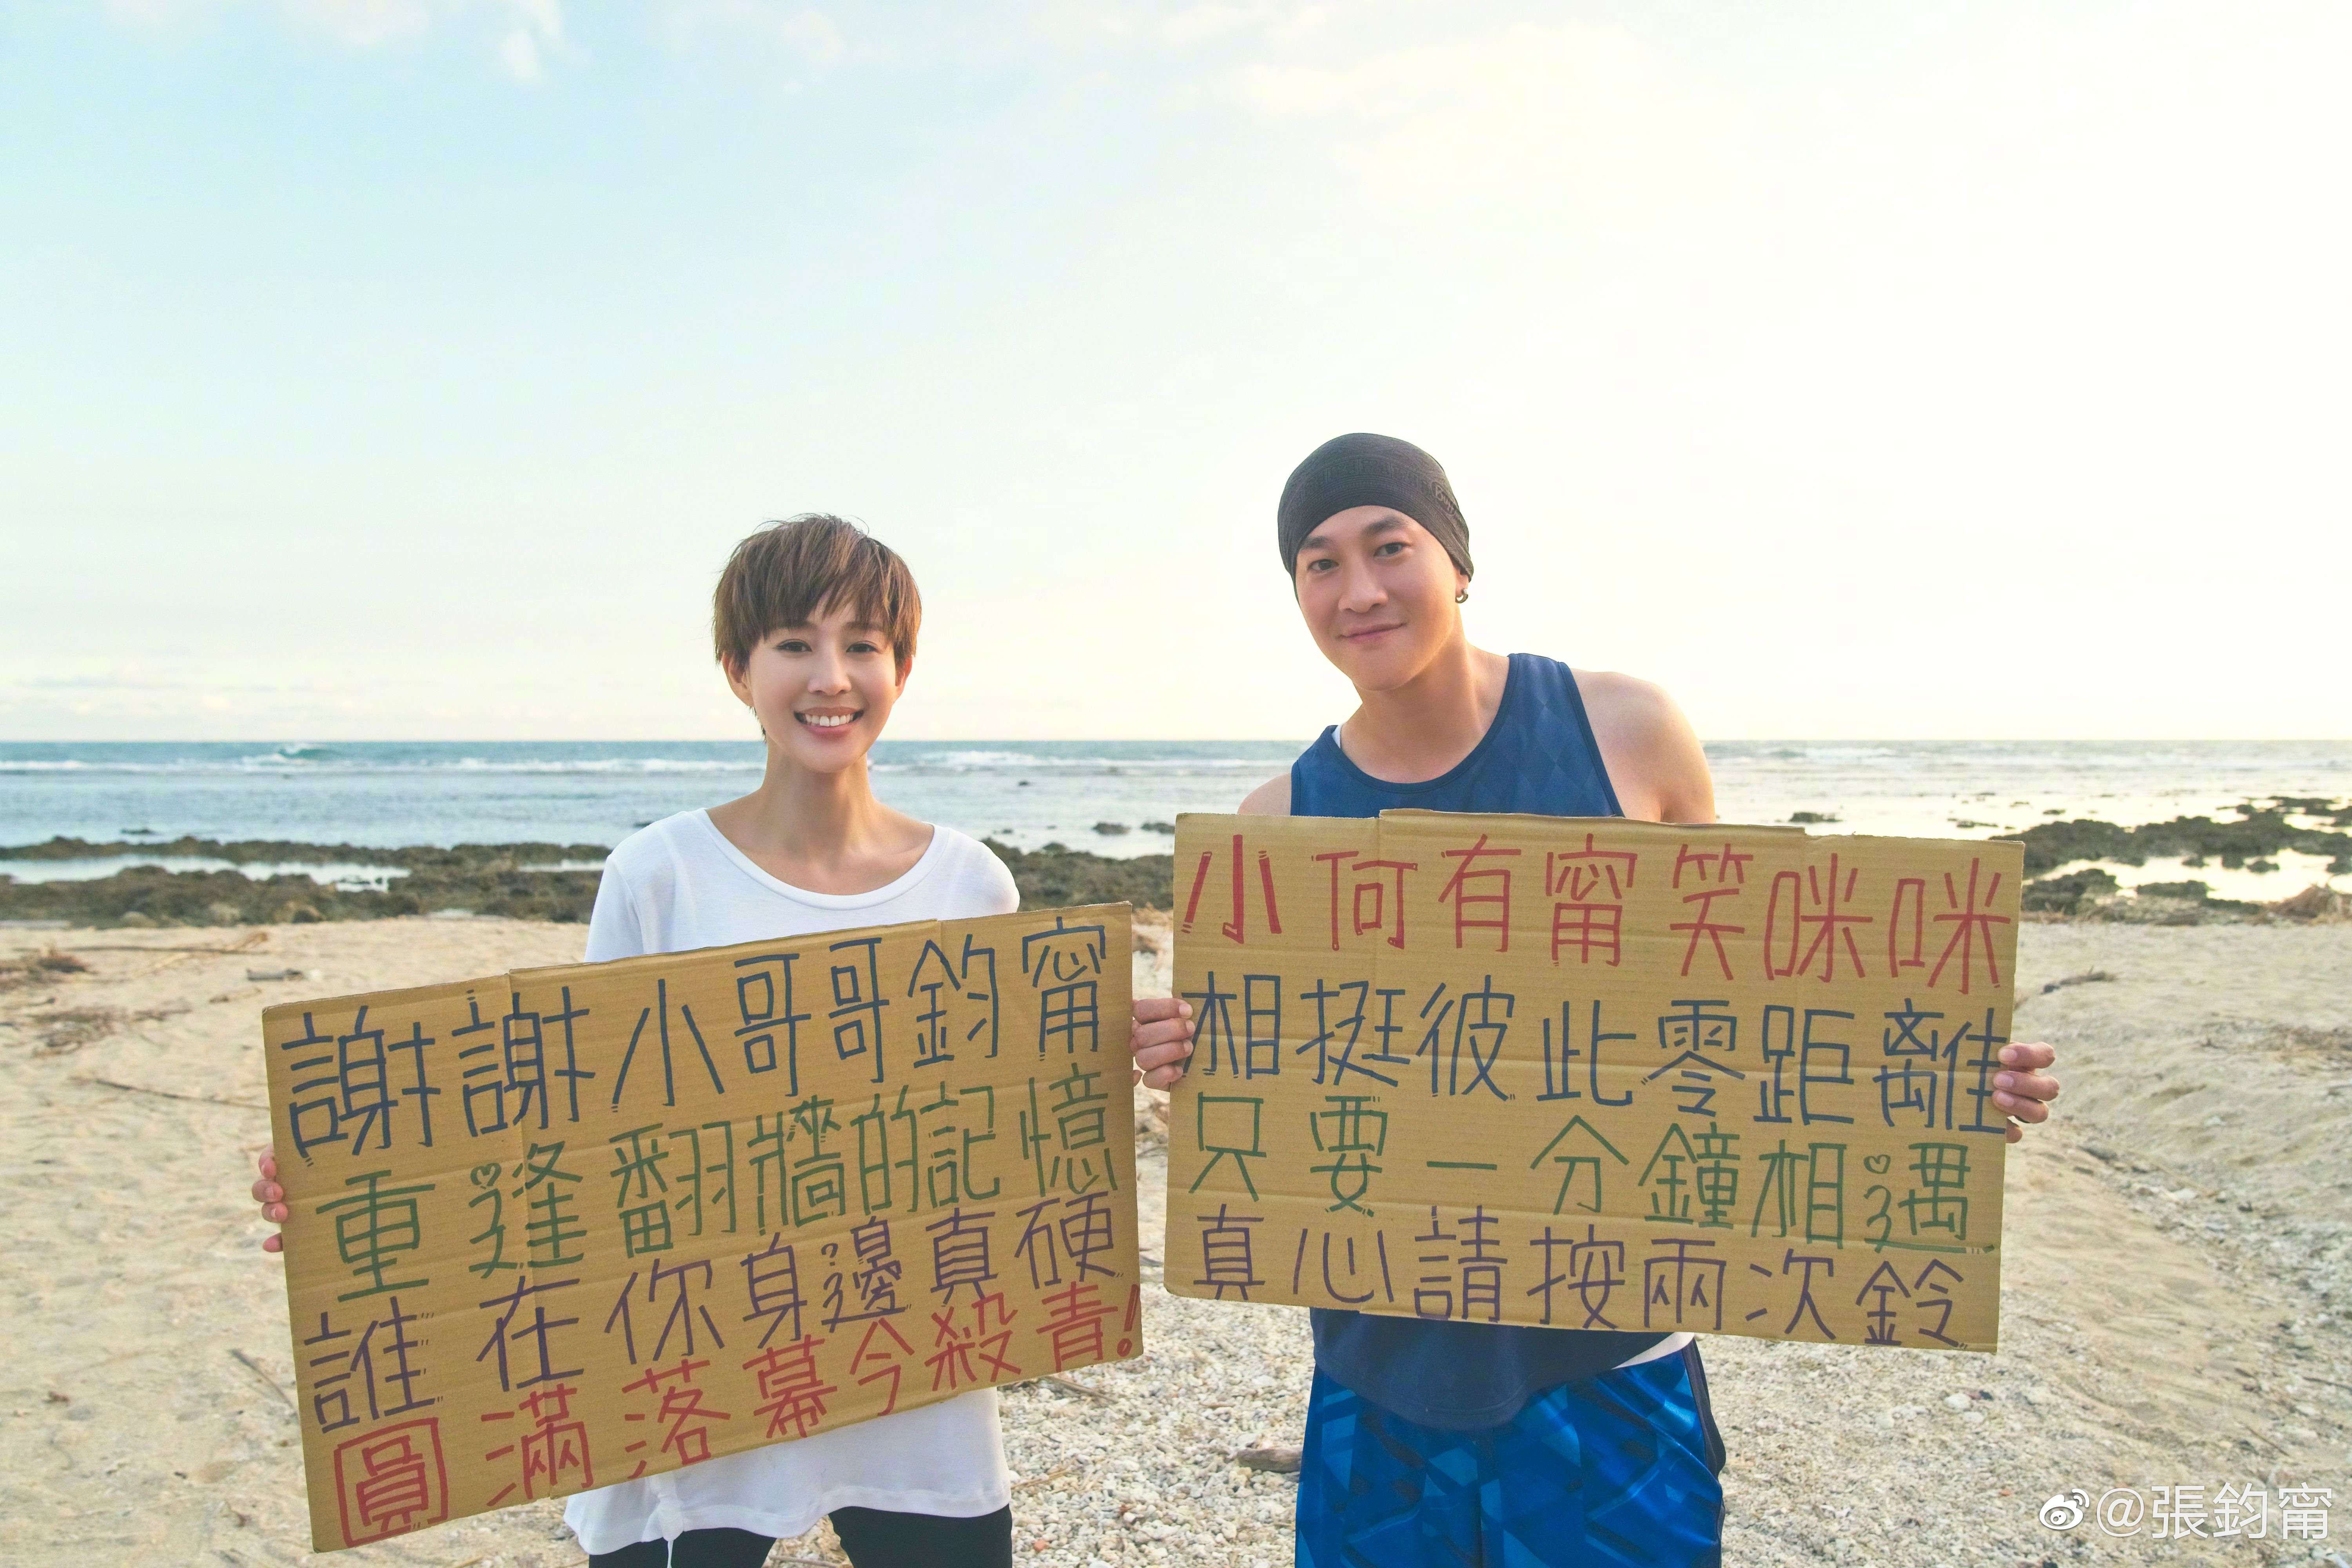 謝謝小哥哥鈞甯
重逢翻牆的記憶
誰在你身邊真硬
圓滿落幕今殺青!
小何有甯笑咪咪
相挺彼此零距離
只要一分鐘相遇
真心請按兩次鈴
@張鈞甯